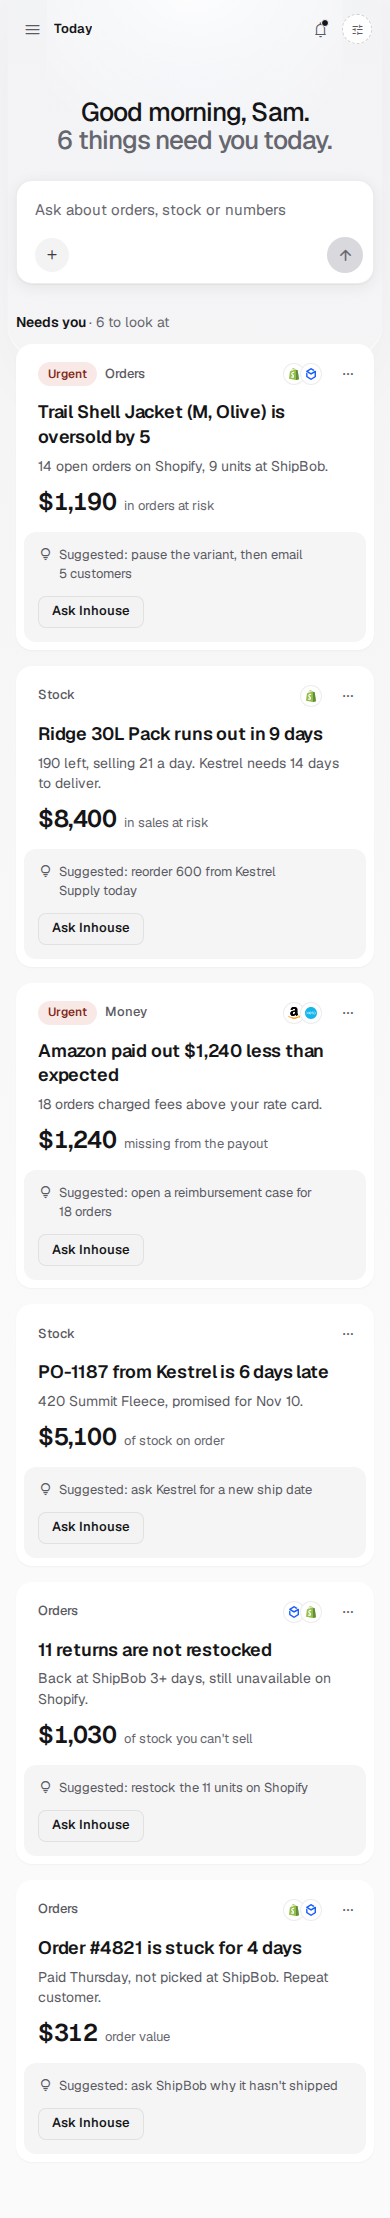 Today
Good morning, Sam.
6 things need you today.
Ask about orders, stock or numbers
Needs you · 6 to look at
Urgent Orders
Trail Shell Jacket (M, Olive) is
oversold by 5
14 open orders on Shopify, 9 units at ShipBob.
$1,190 in orders at risk
Suggested: pause the variant, then email
5 customers
Ask Inhouse
Stock
Ridge 30L Pack runs out in 9 days
190 left, selling 21 a day. Kestrel needs 14 days
to deliver.
$8,400 in sales at risk
Suggested: reorder 600 from Kestrel
Supply today
Ask Inhouse
Urgent Money
Amazon paid out $1,240 less than
expected
18 orders charged fees above your rate card.
$1,240 missing from the payout
Suggested: open a reimbursement case for
18 orders
Ask Inhouse
Stock
PO-1187 from Kestrel is 6 days late
420 Summit Fleece, promised for Nov 10.
$5,100 of stock on order
Suggested: ask Kestrel for a new ship date
Ask Inhouse
Orders
11 returns are not restocked
Back at ShipBob 3+ days, still unavailable on
Shopify.
$1,030 of stock you can't sell
Suggested: restock the 11 units on Shopify
Ask Inhouse
Orders
Order #4821 is stuck for 4 days
Paid Thursday, not picked at ShipBob. Repeat
customer.
$312 order value
Suggested: ask ShipBob why it hasn't shipped
Ask Inhouse